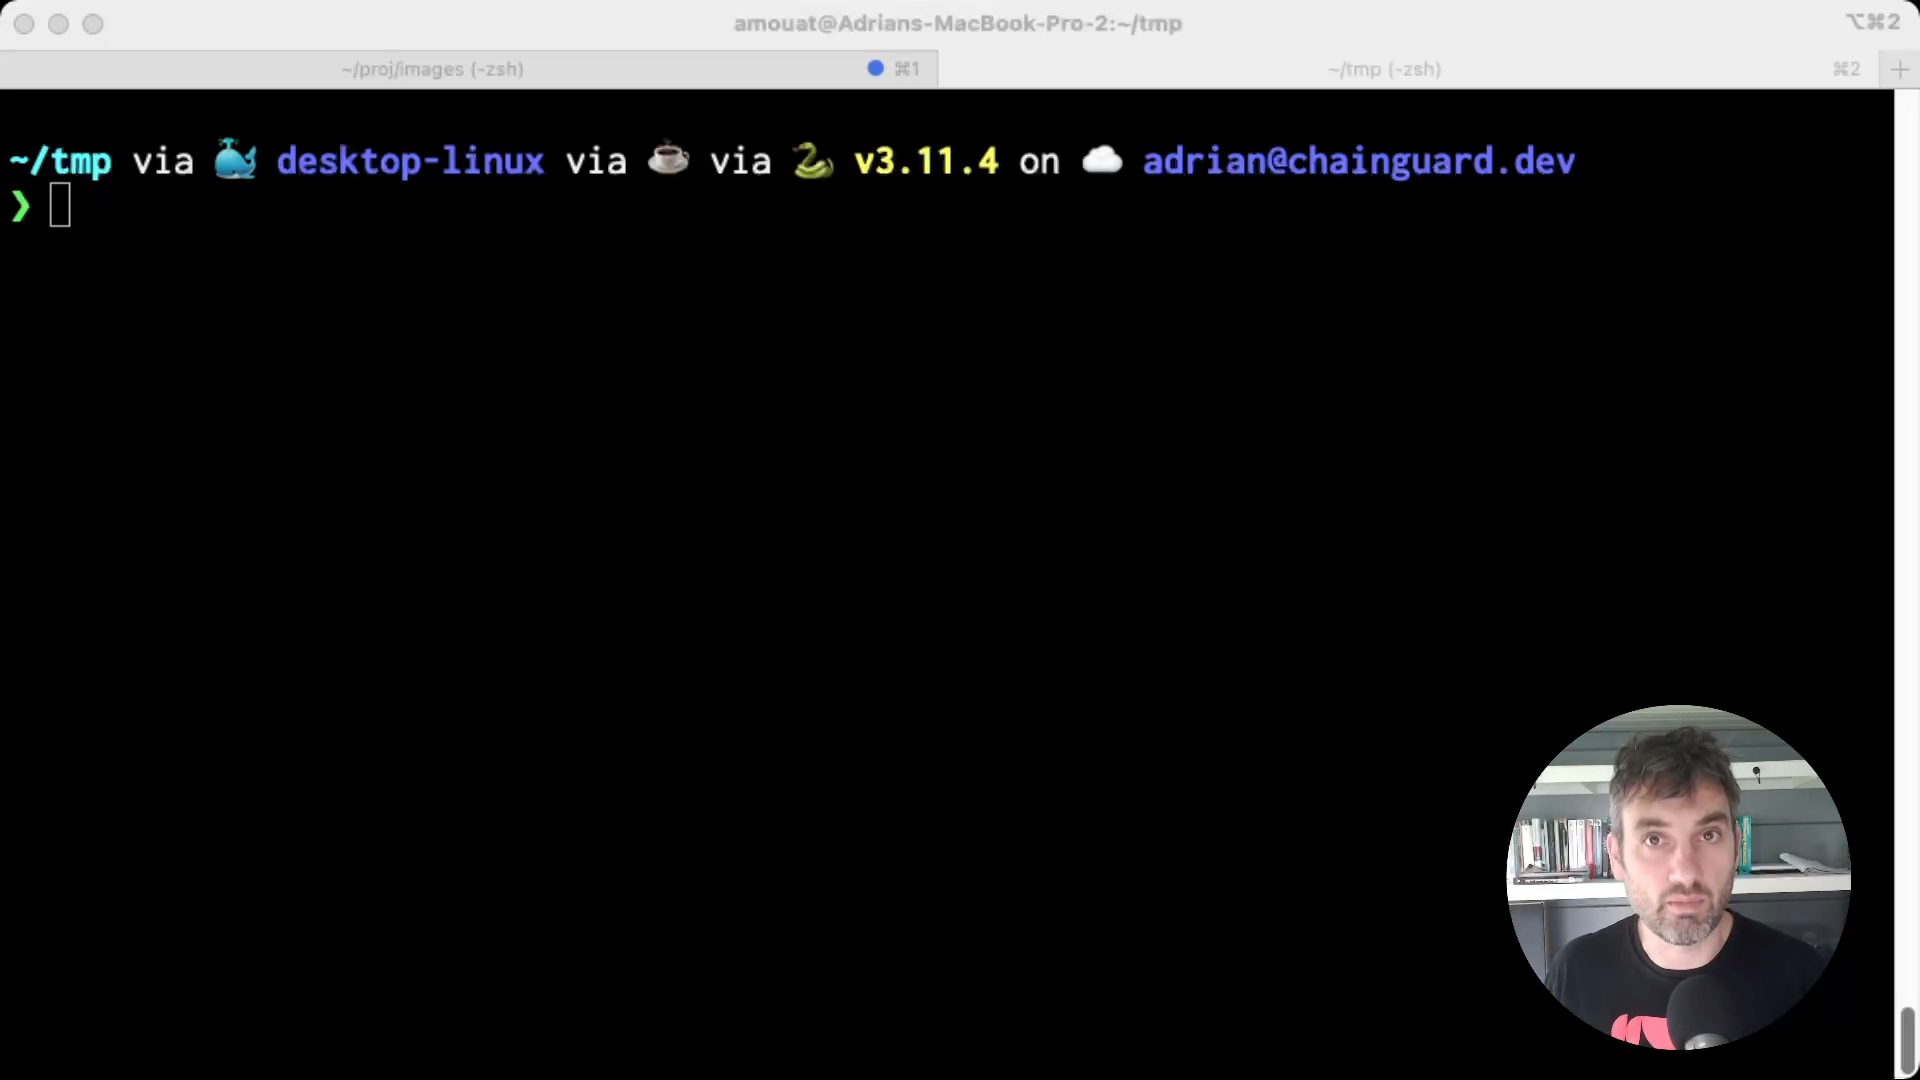 amouat@Adrians-MacBook-Pro-2:~/tmp
⌥⌘2
~/proj/images (-zsh)
⌘1
~/tmp (-zsh)
⌘2
~/tmp via 🐳 desktop-linux via ☕ via 🐍 v3.11.4 on ☁️ adrian@chainguard.dev
❯